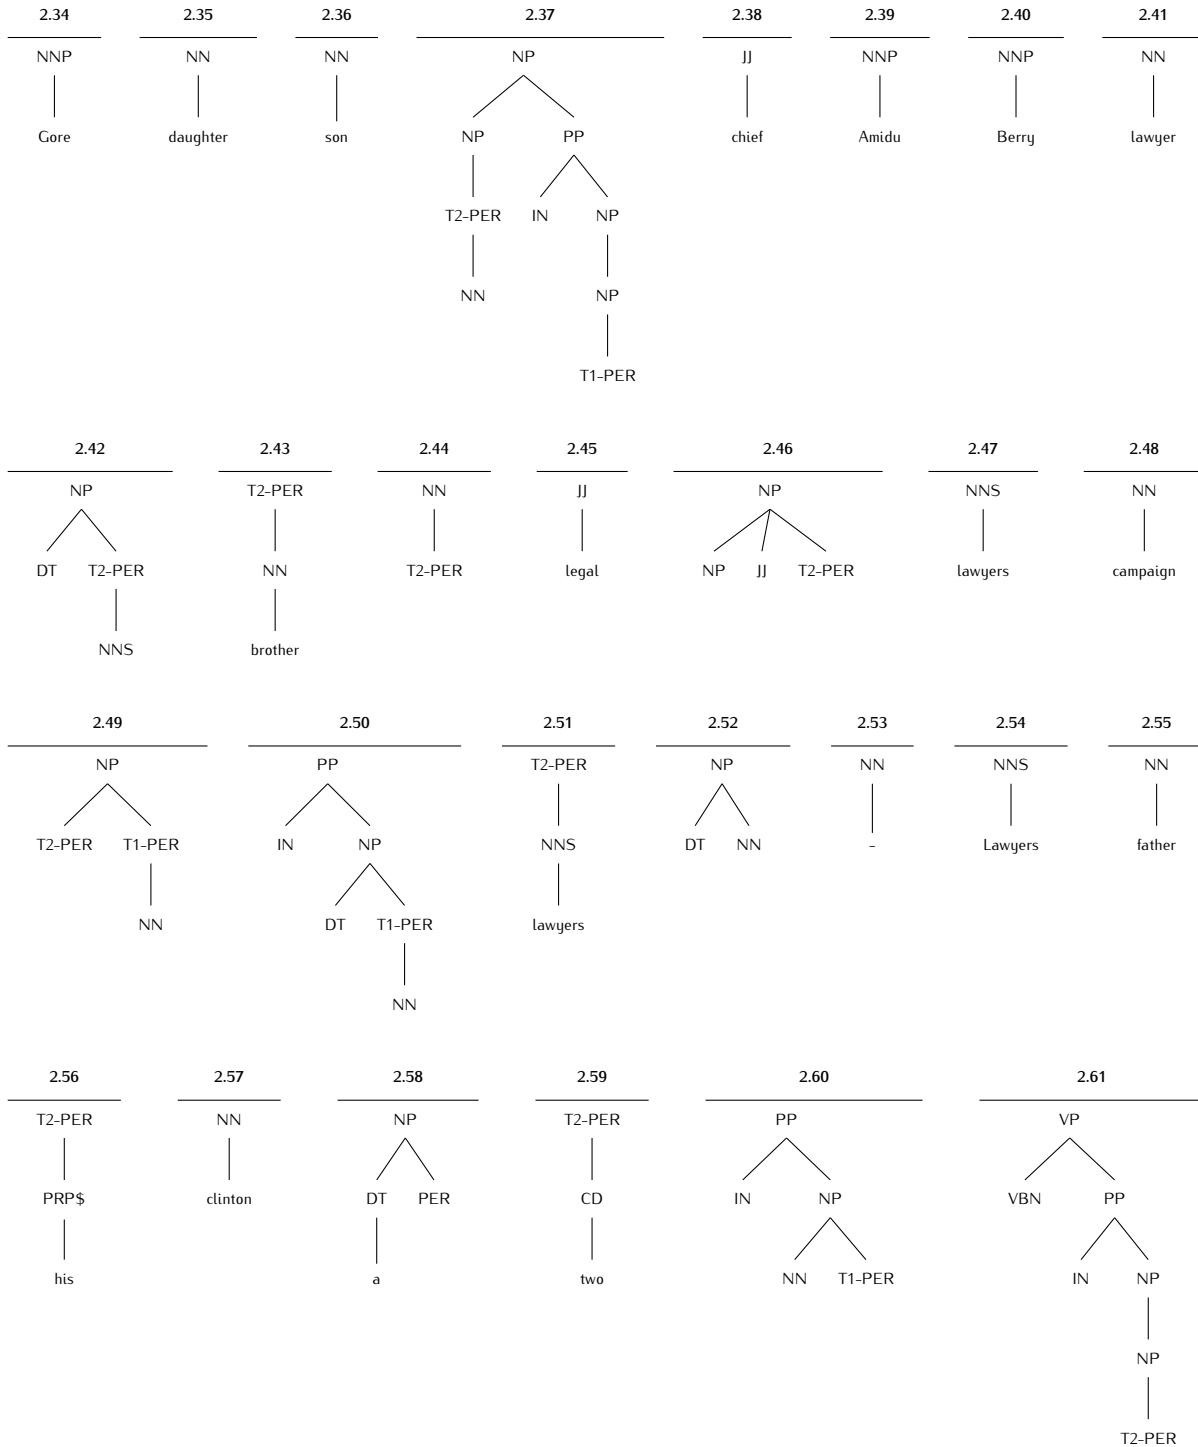 2.34 2.35 2.36 2.37 2.38 2.39 2.40 2.41
NNP NN NN NP JJ NNP NNP NN
Gore daughter son NP PP chief Amidu Berry lawyer
T2-PER IN NP
NN NP
T1-PER
2.42 2.43 2.44 2.45 2.46 2.47 2.48
NP T2-PER NN JJ NP NNS NN
DT T2-PER NN T2-PER legal NP JJ T2-PER lawyers campaign
NNS brother
2.49 2.50 2.51 2.52 2.53 2.54 2.55
NP PP T2-PER NP NN NNS NN
T2-PER T1-PER IN NP NNS DT NN - Lawyers father
NN DT T1-PER lawyers
NN
2.56 2.57 2.58 2.59 2.60 2.61
T2-PER NN NP T2-PER PP VP
PRP$ clinton DT PER CD IN NP VBN PP
his a two NN T1-PER IN NP
NP
T2-PER